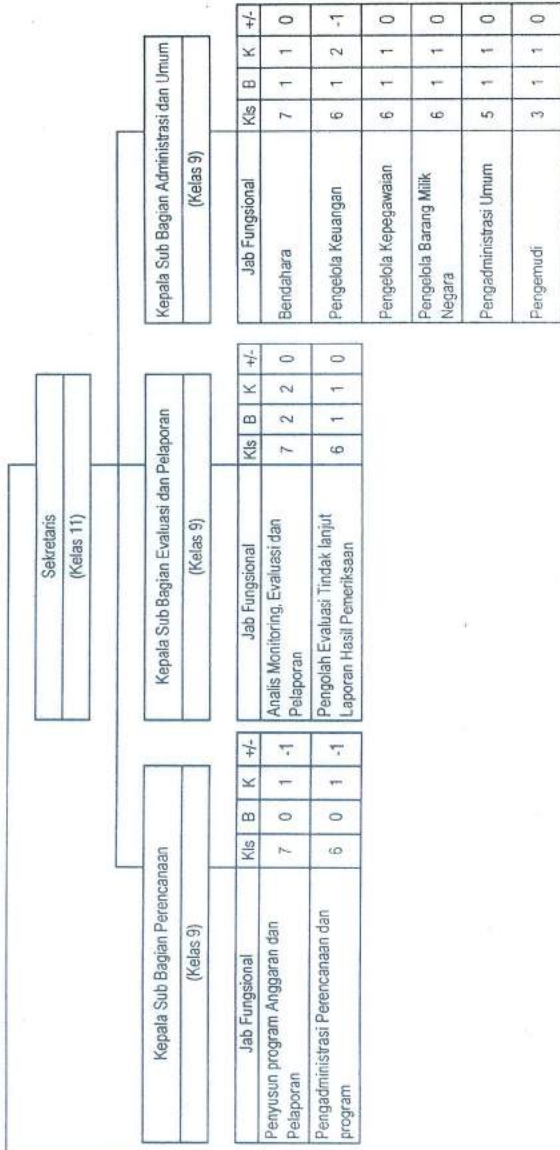 Sekretaris
(Kelas 11)
Kepala Sub Bagian Perencanaan
(Kelas 9)
Jab Fungsional Kls B K +/-
Penyusun program Anggaran dan
Pelaporan 7 0 1 -1
Pengadministrasi Perencanaan dan
program 6 0 1 -1
Kepala Sub Bagian Evaluasi dan Pelaporan
(Kelas 9)
Jab Fungsional Kls B K +/-
Analis Monitoring, Evaluasi dan
Pelaporan 7 2 2 0
Pengolah Evaluasi Tindak lanjut
Laporan Hasil Pemeriksaan 6 1 1 0
Kepala Sub Bagian Administrasi dan Umum
(Kelas 9)
Jab Fungsional Kls B K +/-
Bendahara 7 1 1 0
Pengelola Keuangan 6 1 2 -1
Pengelola Kepegawaian 6 1 1 0
Pengelola Barang Milik
Negara 6 1 1 0
Pengadministrasi Umum 5 1 1 0
Pengemudi 3 1 1 0